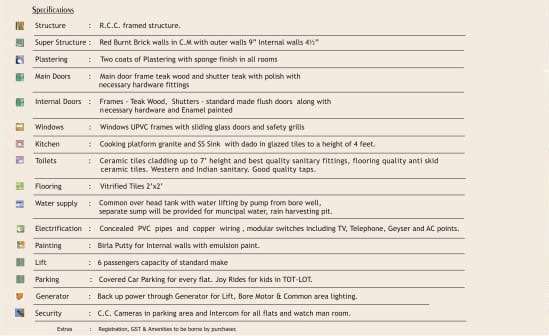 Specifications
Structure : R.C.C. framed structure.
Super Structure : Red Burnt Brick walls in C.M with outer walls 9" Internal walls 4½"
Plastering : Two coats of Plastering with sponge finish in all rooms
Main Doors : Main door frame teak wood and shutter teak with polish with
necessary hardware fittings
Internal Doors : Frames - Teak Wood, Shutters - standard made flush doors along with
necessary hardware and Enamel painted
Windows : Windows UPVC frames with sliding glass doors and safety grills
Kitchen : Cooking platform granite and SS Sink with dado in glazed tiles to a height of 4 feet.
Toilets : Ceramic tiles cladding up to 7' height and best quality sanitary fittings, flooring quality anti skid
ceramic tiles. Western and Indian sanitary. Good quality taps.
Flooring : Vitrified Tiles 2'x2'
Water supply : Common over head tank with water lifting by pump from bore well,
separate sump will be provided for muncipal water, rain harvesting pit.
Electrification : Concealed PVC pipes and copper wiring , modular switches including TV, Telephone, Geyser and AC points.
Painting : Birla Putty for Internal walls with emulsion paint.
Lift : 6 passengers capacity of standard make
Parking : Covered Car Parking for every flat. Joy Rides for kids in TOT-LOT.
Generator : Back up power through Generator for Lift, Bore Motor & Common area lighting.
Security : C.C. Cameras in parking area and Intercom for all flats and watch man room.
Extras : Registration, GST & Amenities to be borne by purchases